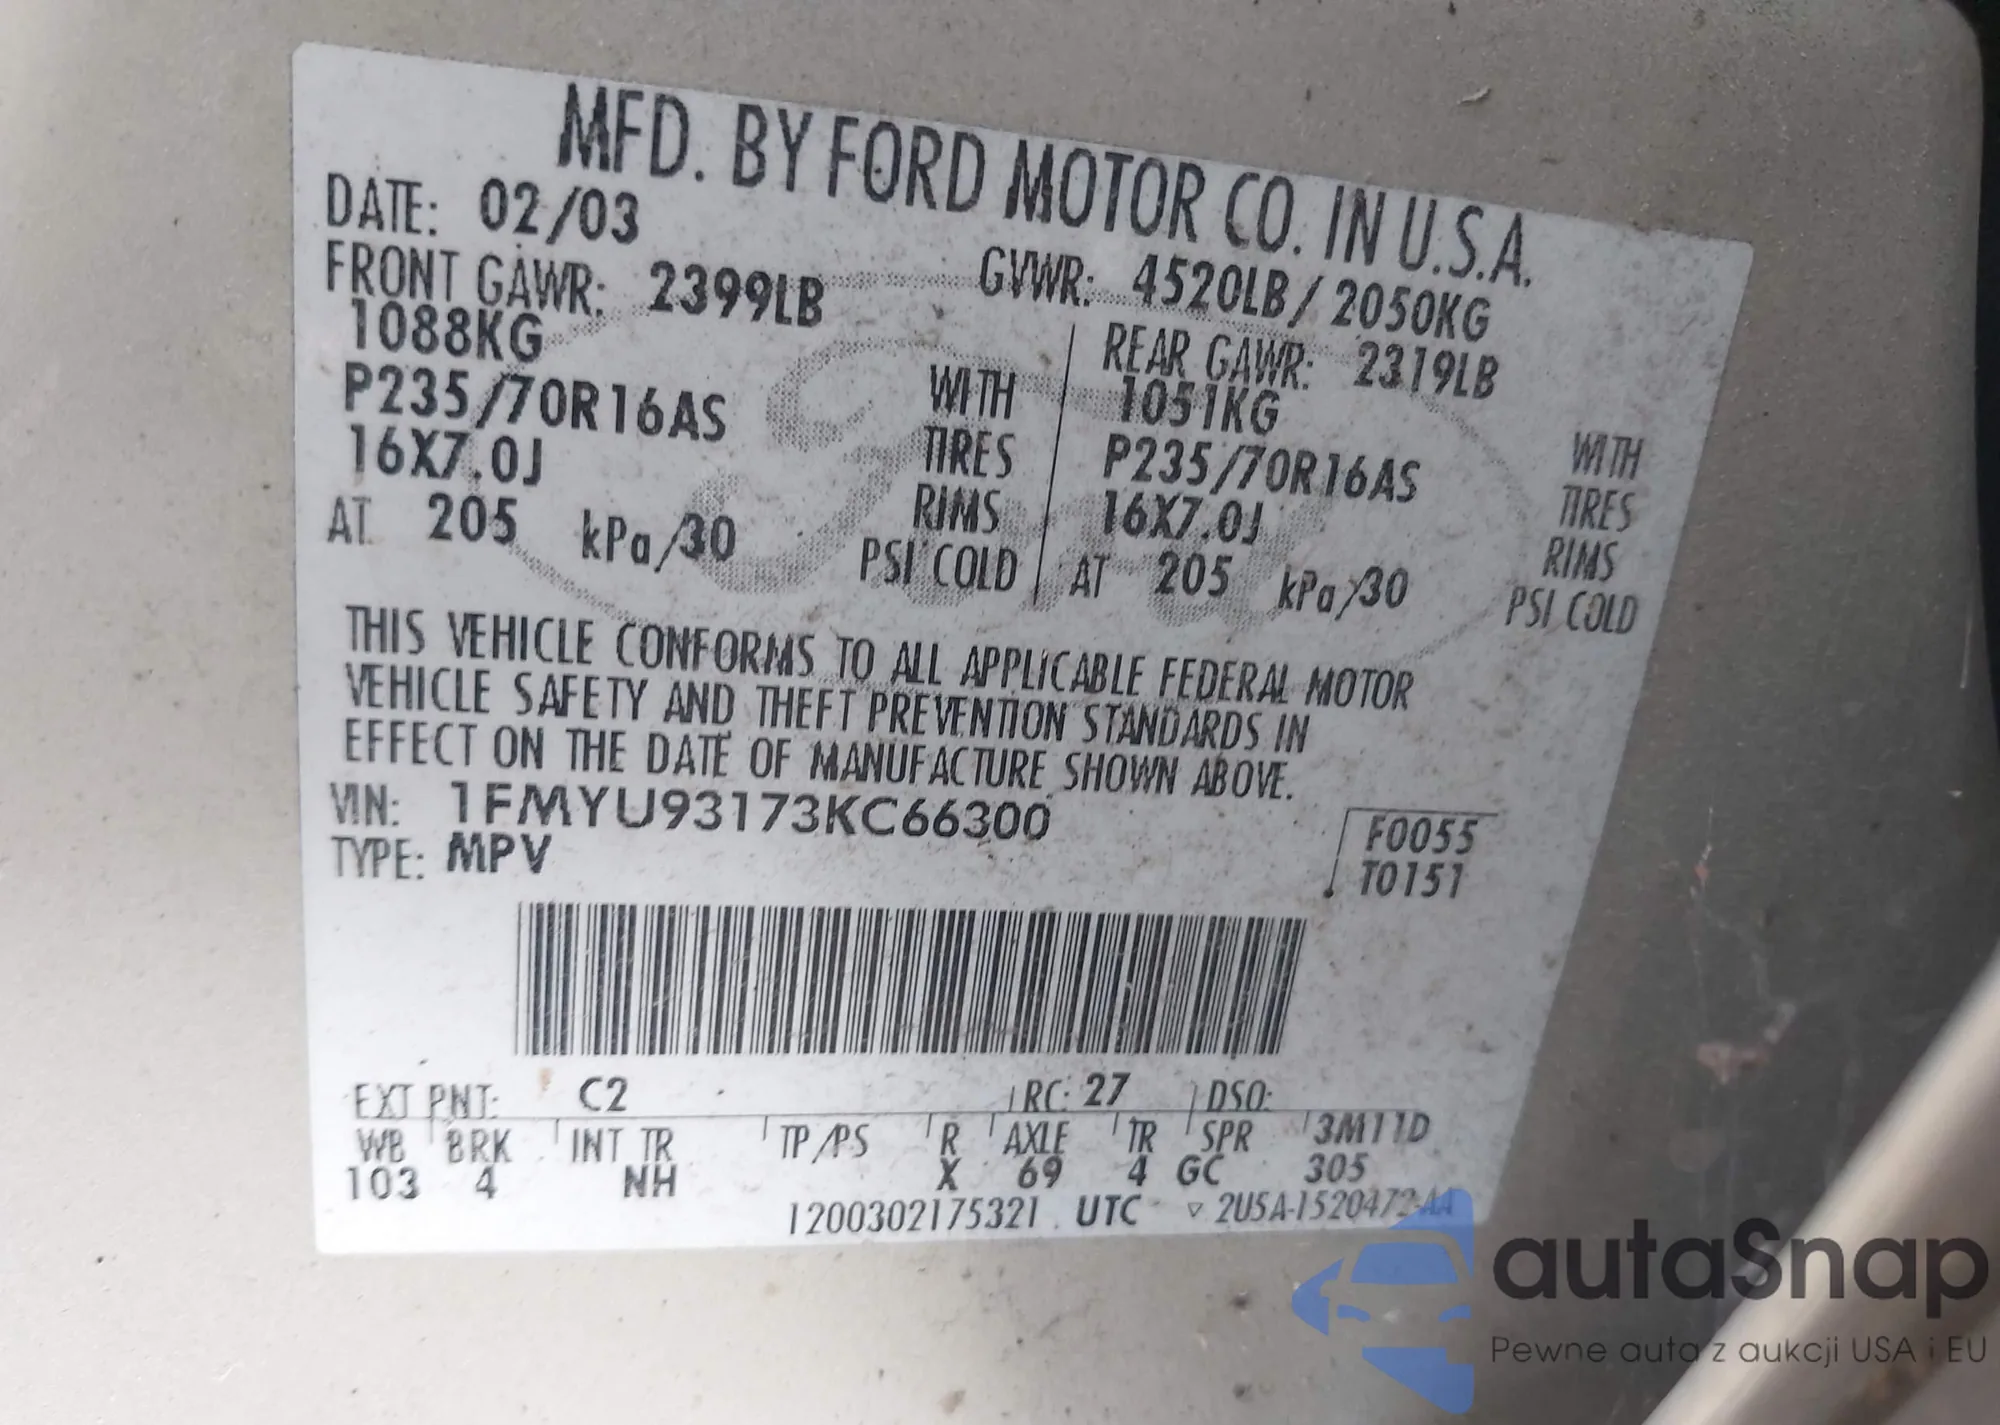 MFD. BY FORD MOTOR CO. IN U.S.A.
DATE: 02/03
GVWR: 4520LB / 2050KG
FRONT GAWR: 2399LB
1088KG WITH
P235/70R16AS TIRES
16X7.0J RIMS
AT 205 kPa/30 PSI COLD
REAR GAWR: 2319LB
1051KG WITH
P235/70R16AS TIRES
16X7.0J RIMS
AT 205 kPa/30 PSI COLD
THIS VEHICLE CONFORMS TO ALL APPLICABLE FEDERAL MOTOR
VEHICLE SAFETY AND THEFT PREVENTION STANDARDS IN
EFFECT ON THE DATE OF MANUFACTURE SHOWN ABOVE.
VIN: 1FMYU93173KC66300
TYPE: MPV
F0055
T0151
EXT PNT: C2 RC: 27 DSO:
WB BRK INT TR TP/PS R AXLE TR SPR 3M11D
103 4 NH X 69 4 GC 305
1200302175321 UTC ▽ 2U5A-1520472-AA
autaSnap
Pewne auta z aukcji USA i EU